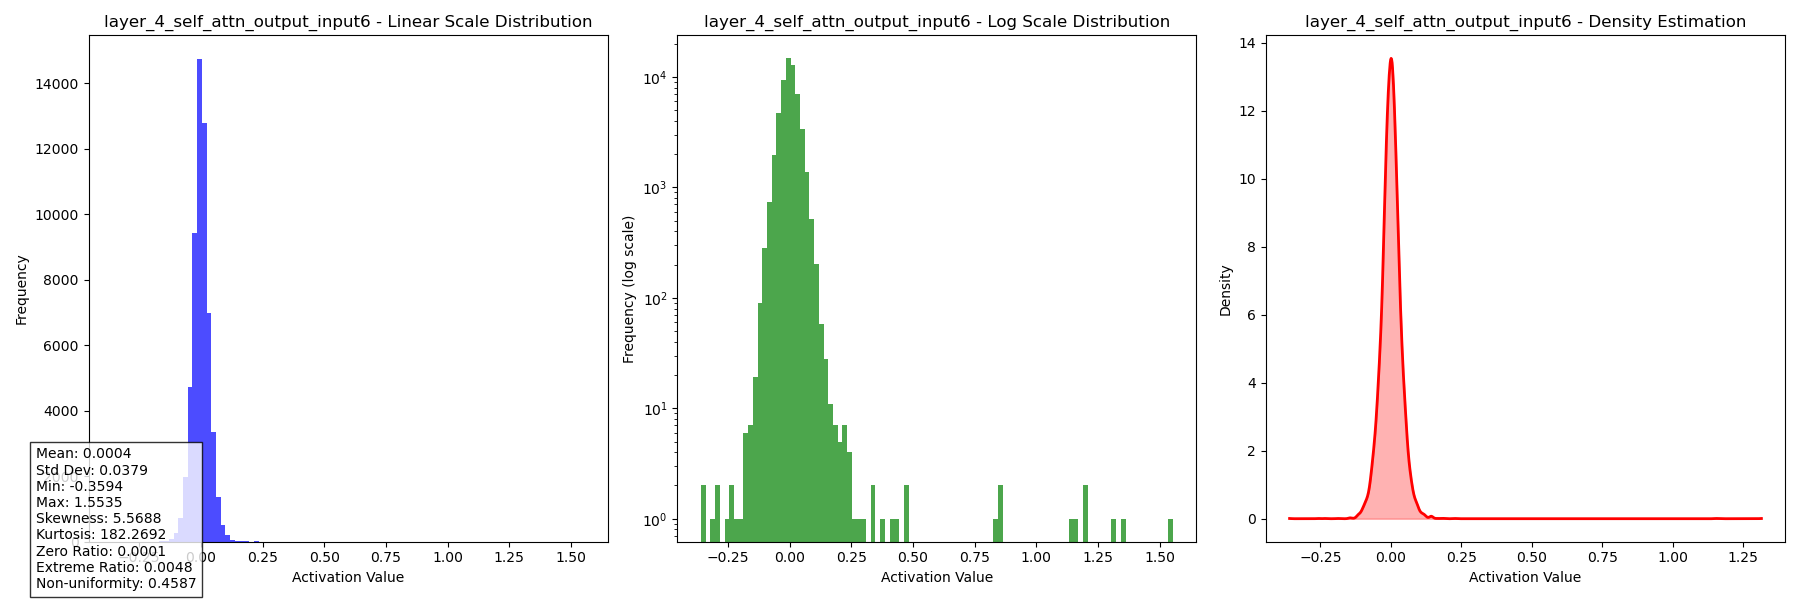 layer_4_self_attn_output_input6 - Linear Scale Distribution
Frequency
14000
12000
10000
8000
6000
4000
2000
0
0.00
0.25
0.50
0.75
1.00
1.25
1.50
Activation Value
Mean: 0.0004
Std Dev: 0.0379
Min: -0.3594
Max: 1.5535
Skewness: 5.5688
Kurtosis: 182.2692
Zero Ratio: 0.0001
Extreme Ratio: 0.0048
Non-uniformity: 0.4587
layer_4_self_attn_output_input6 - Log Scale Distribution
Frequency (log scale)
10⁴
10³
10²
10¹
10⁰
−0.25
0.00
0.25
0.50
0.75
1.00
1.25
1.50
Activation Value
layer_4_self_attn_output_input6 - Density Estimation
Density
14
12
10
8
6
4
2
0
−0.25
0.00
0.25
0.50
0.75
1.00
1.25
Activation Value